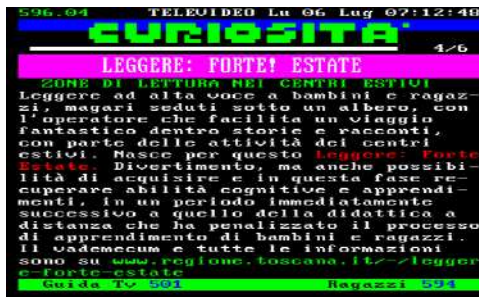 596.04 TELEVIDEO Lu 06 Lug 07:12:48
CURIOSITA'
4/6
LEGGERE: FORTE! ESTATE
ZONE DI LETTURA NEI CENTRI ESTIVI
Leggere ad alta voce a bambini e ragaz-
zi, magari seduti sotto un albero, con
l'operatore che facilita un viaggio
fantastico dentro storie e racconti,
con parte delle attività dei centri
estivi. Nasce per questo Leggere: Forte
Estate. Divertimento, ma anche possibi-
lità di acquisire e in questa fase re-
cuperare abilità cognitive e apprendi-
menti, in un periodo immediatamente
successivo a quello della didattica a
distanza che ha penalizzato il processo
di apprendimento di bambini e ragazzi.
Il vademecum e tutte le informazioni
sono su www.regione.toscana.it/-/legger
e-forte-estate
Guida Tv 501 Ragazzi 594